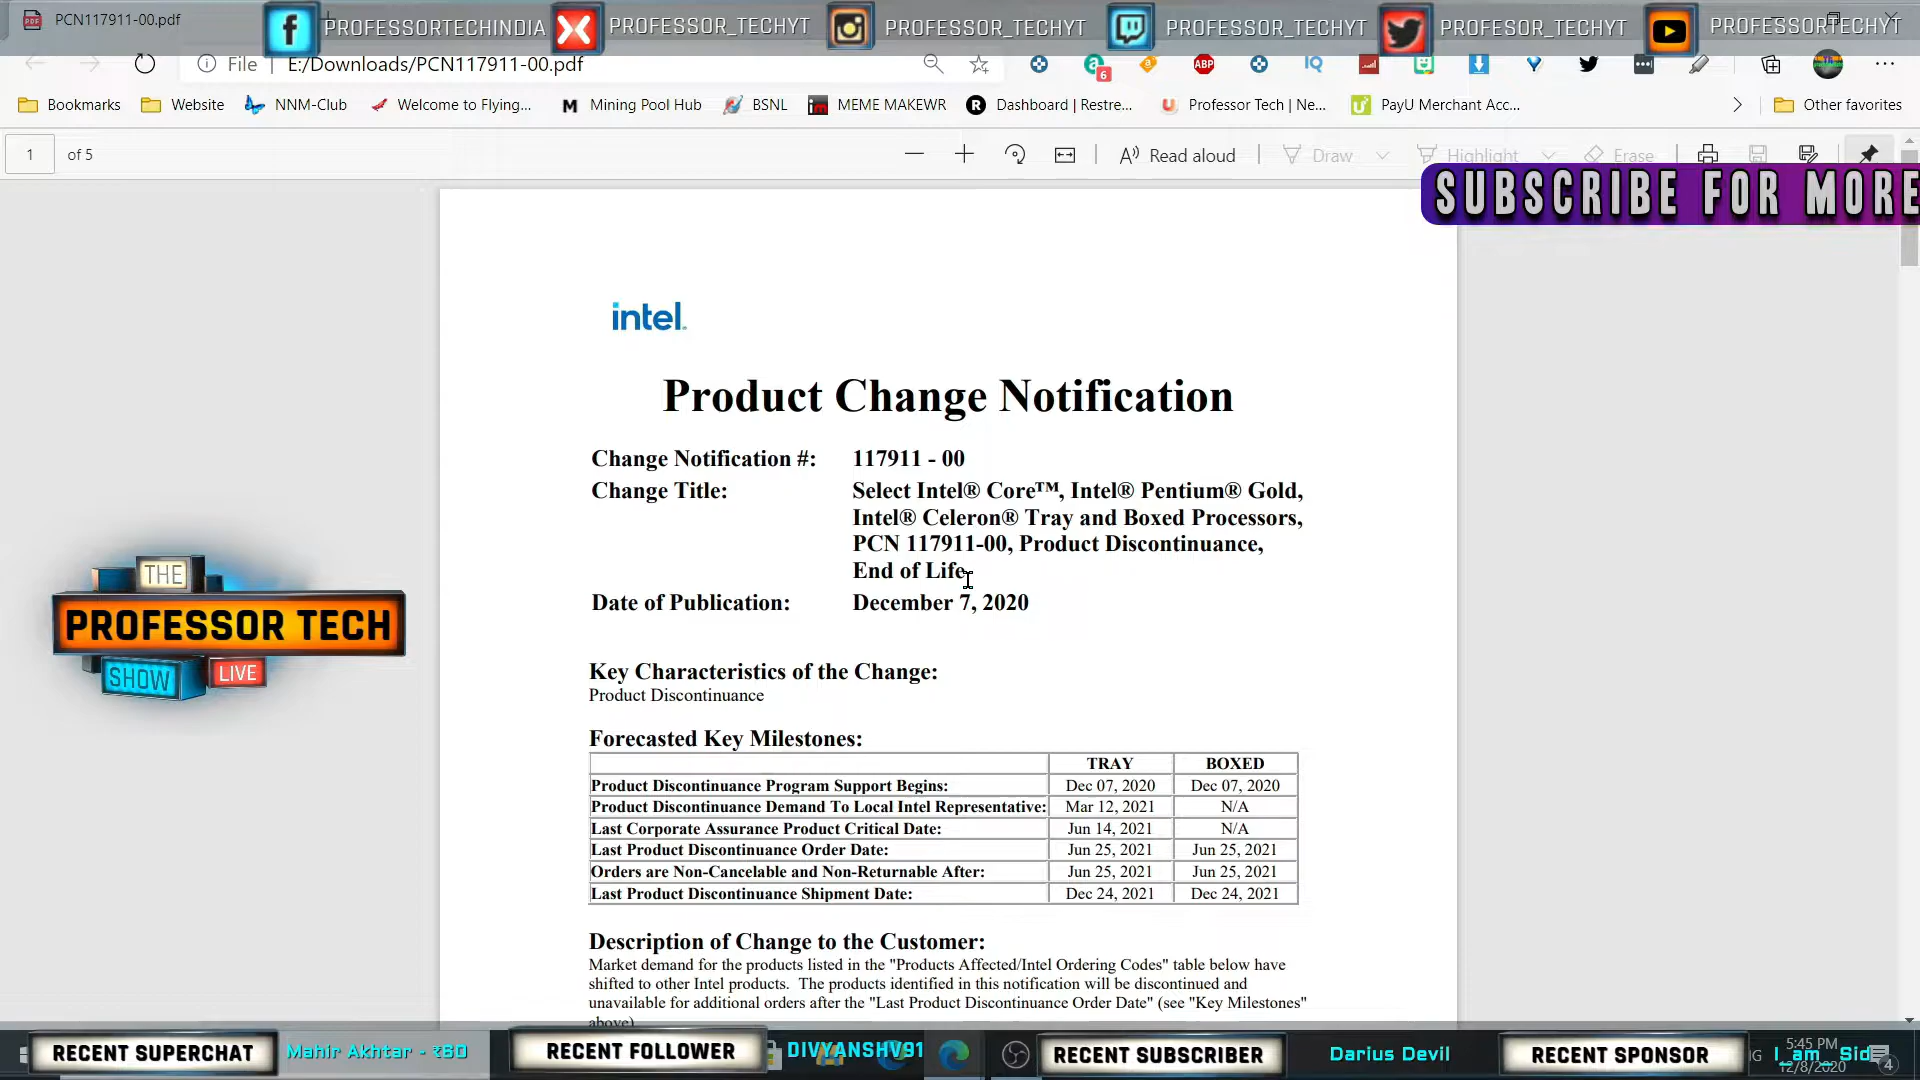 PCN117911-00.pdf
PROFESSORTECHINDIA
PROFESSOR_TECHYT
PROFESSOR_TECHYT
PROFESSOR_TECHYT
PROFESSOR_TECHYT
PROFESSORTECHYT
File
E:/Downloads/PCN117911-00.pdf
6
ABP
IQ
Bookmarks
Website
NNM-Club
Welcome to Flying...
Mining Pool Hub
BSNL
MEME MAKEWR
Dashboard | Restre...
Professor Tech | Ne...
PayU Merchant Acc...
Other favorites
1 of 5
Read aloud
Draw
Highlight
Erase
SUBSCRIBE FOR MORE
intel.
Product Change Notification
Change Notification #: 117911 - 00
Change Title: Select Intel® Core™, Intel® Pentium® Gold,
Intel® Celeron® Tray and Boxed Processors,
PCN 117911-00, Product Discontinuance,
End of Life
Date of Publication: December 7, 2020
Key Characteristics of the Change:
Product Discontinuance
Forecasted Key Milestones:
TRAY BOXED
Product Discontinuance Program Support Begins: Dec 07, 2020 Dec 07, 2020
Product Discontinuance Demand To Local Intel Representative: Mar 12, 2021 N/A
Last Corporate Assurance Product Critical Date: Jun 14, 2021 N/A
Last Product Discontinuance Order Date: Jun 25, 2021 Jun 25, 2021
Orders are Non-Cancelable and Non-Returnable After: Jun 25, 2021 Jun 25, 2021
Last Product Discontinuance Shipment Date: Dec 24, 2021 Dec 24, 2021
Description of Change to the Customer:
Market demand for the products listed in the "Products Affected/Intel Ordering Codes" table below have
shifted to other Intel products. The products identified in this notification will be discontinued and
unavailable for additional orders after the "Last Product Discontinuance Order Date" (see "Key Milestones"
above)
THE
PROFESSOR TECH
SHOW
LIVE
RECENT SUPERCHAT
Mahir Akhtar - ₹80
RECENT FOLLOWER
DIVYANSHV91
RECENT SUBSCRIBER
Darius Devil
RECENT SPONSOR
I_am_ Sid
5:45 PM
12/8/2020
4